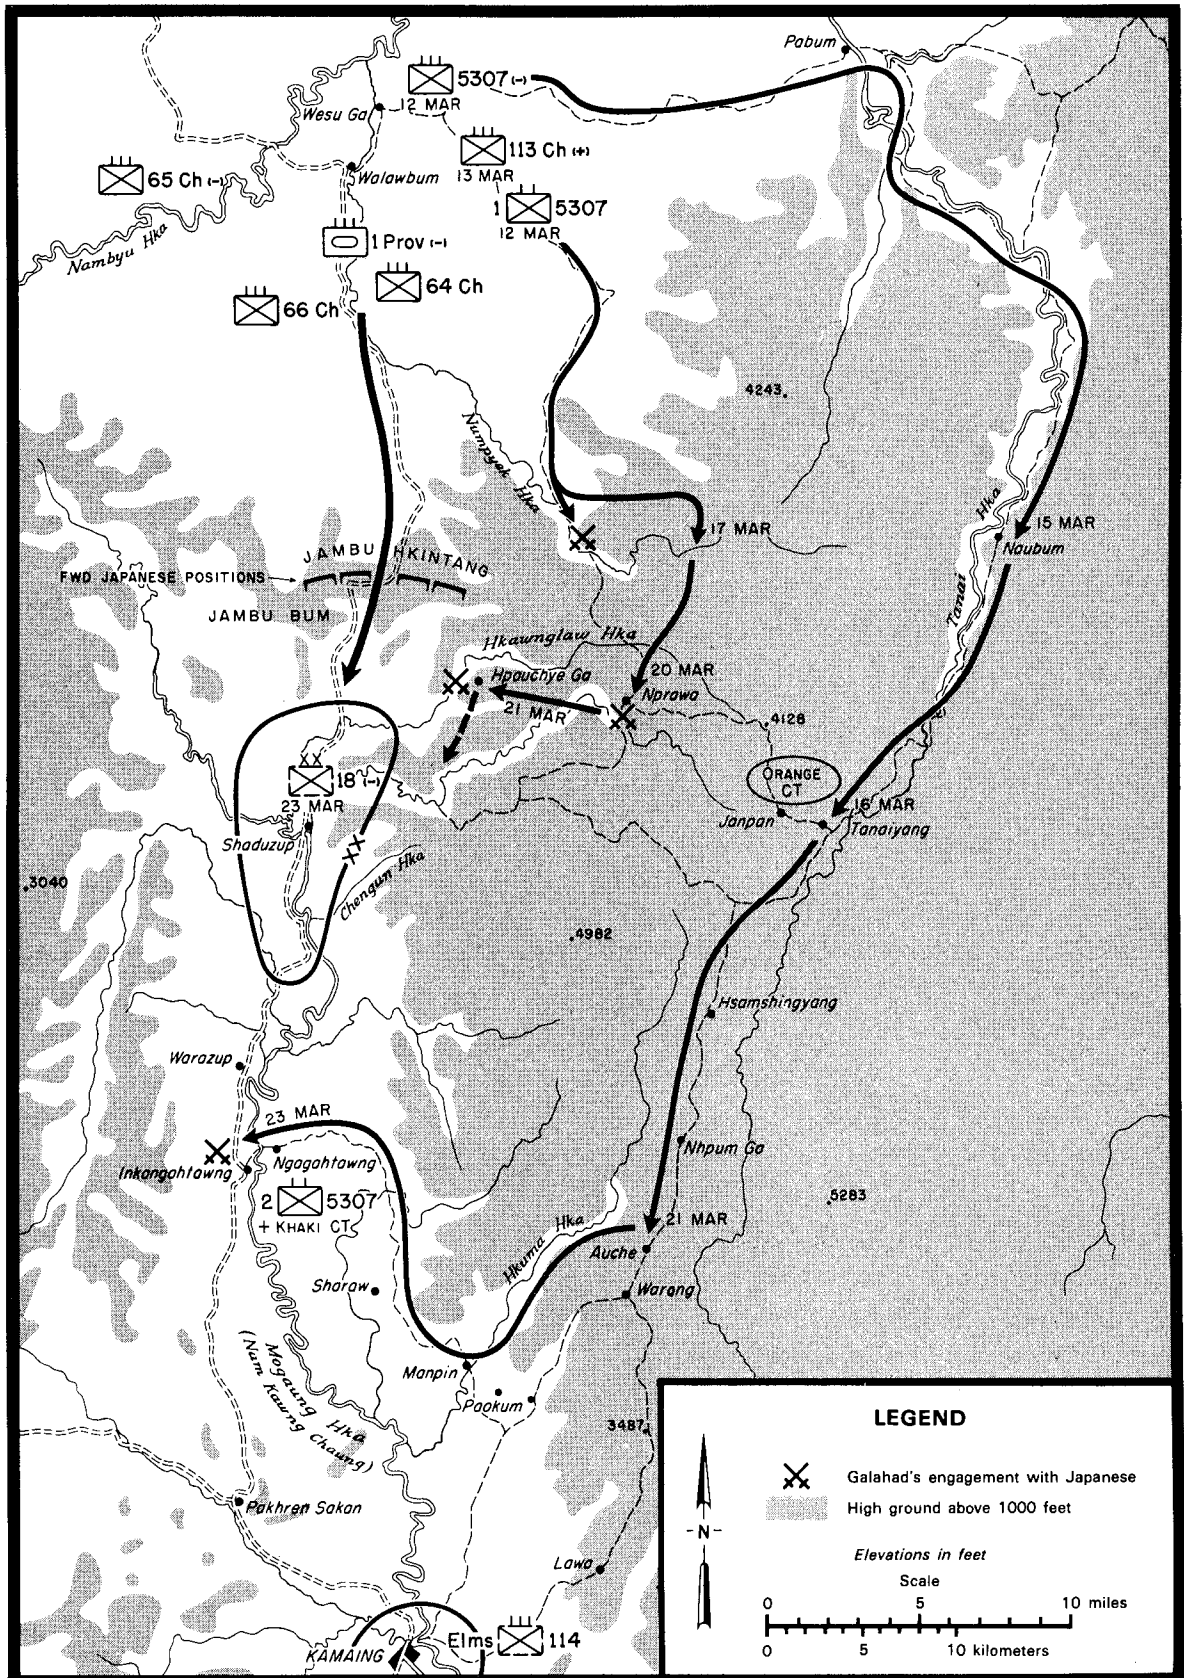 Pabum
5307 (-)
12 MAR
Wesu Ga
113 Ch (+)
13 MAR
65 Ch (-)
Walawbum
1 5307
12 MAR
Nambyu Hka
1 Prov (-)
64 Ch
66 Ch
4243
Numpyek Hka
Tanai Hka
17 MAR
15 MAR
Naubum
JAMBU HKINTANG
FWD JAPANESE POSITIONS
JAMBU BUM
Hkawnglaw Hka
Hpauchye Ga
20 MAR
Nprawa
21 MAR
4128
18 (-)
23 MAR
ORANGE
CT
16 MAR
Janpan
Tanaiyang
Shaduzup
Chengun Hka
3040
4982
Hsamshingyang
Warazup
23 MAR
Nhpum Ga
Inkangahtawng
Ngagahtawng
2 5307
+ KHAKI CT
5283
21 MAR
Hkuma Hka
Auche
Sharaw
Warong
Mogaung Hka
(Nam Kawng Chaung)
Manpin
Paokum
3487
Pakhren Sakan
Lawa
KAMAING
Elms 114
LEGEND
Galahad's engagement with Japanese
High ground above 1000 feet
- N -
Elevations in feet
Scale
0 5 10 miles
0 5 10 kilometers